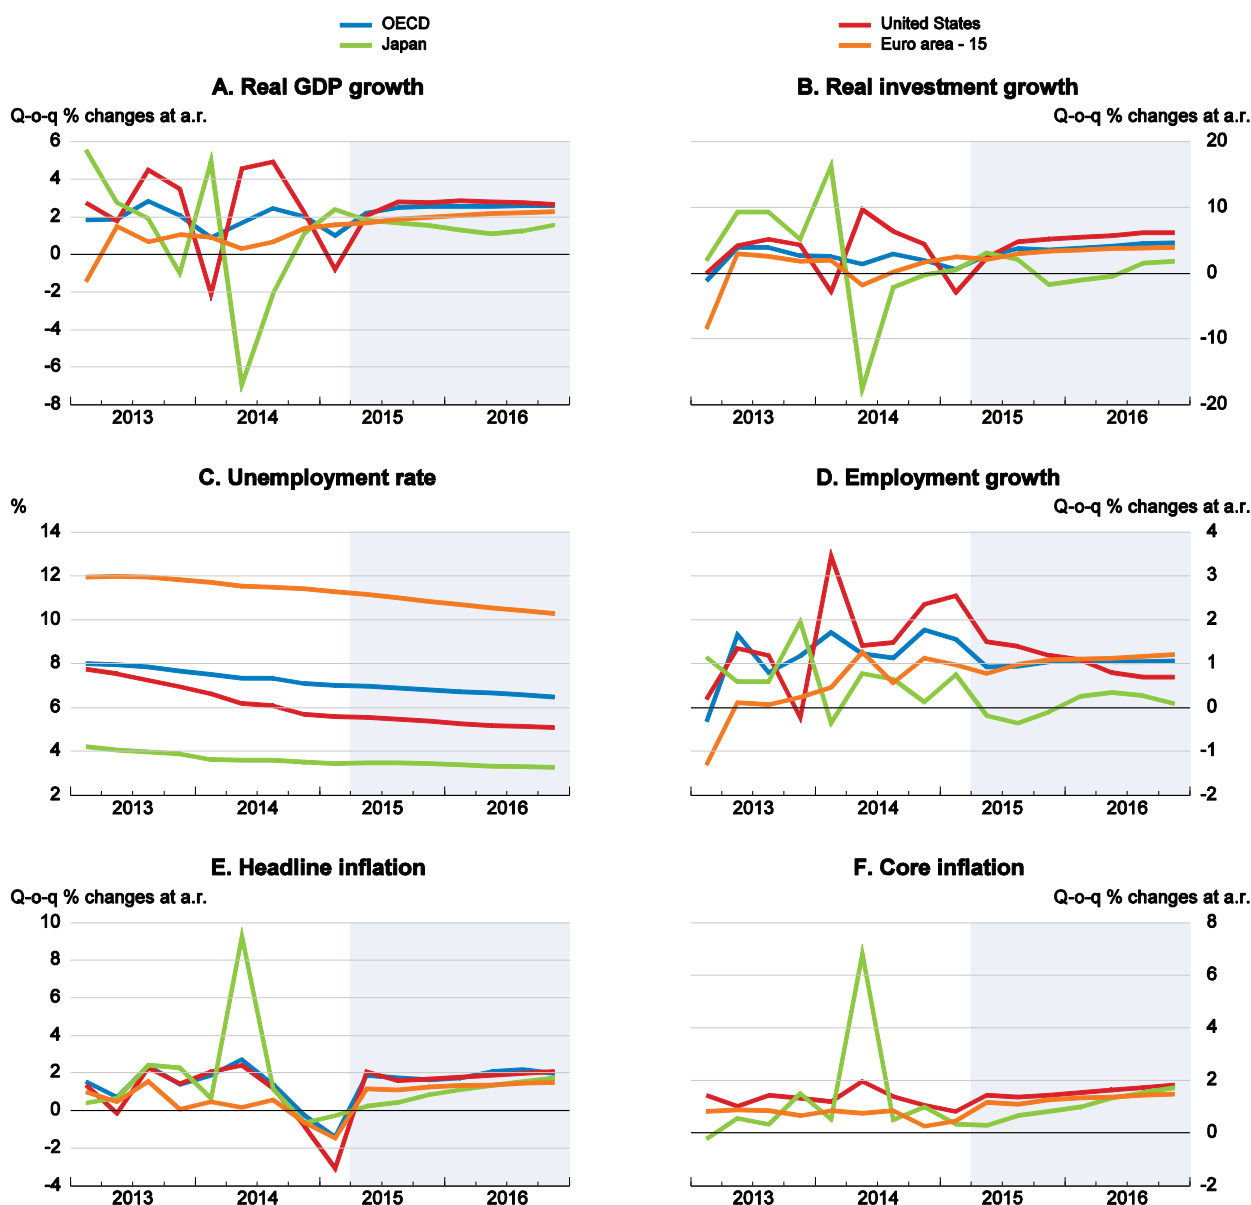 OECD
Japan
United States
Euro area - 15
A. Real GDP growth
Q-o-q % changes at a.r.
6
4
2
0
-2
-4
-6
-8
2013 2014 2015 2016
B. Real investment growth
Q-o-q % changes at a.r.
20
10
0
-10
-20
2013 2014 2015 2016
C. Unemployment rate
%
14
12
10
8
6
4
2
2013 2014 2015 2016
D. Employment growth
Q-o-q % changes at a.r.
4
3
2
1
0
-1
-2
2013 2014 2015 2016
E. Headline inflation
Q-o-q % changes at a.r.
10
8
6
4
2
0
-2
-4
2013 2014 2015 2016
F. Core inflation
Q-o-q % changes at a.r.
8
6
4
2
0
-2
2013 2014 2015 2016